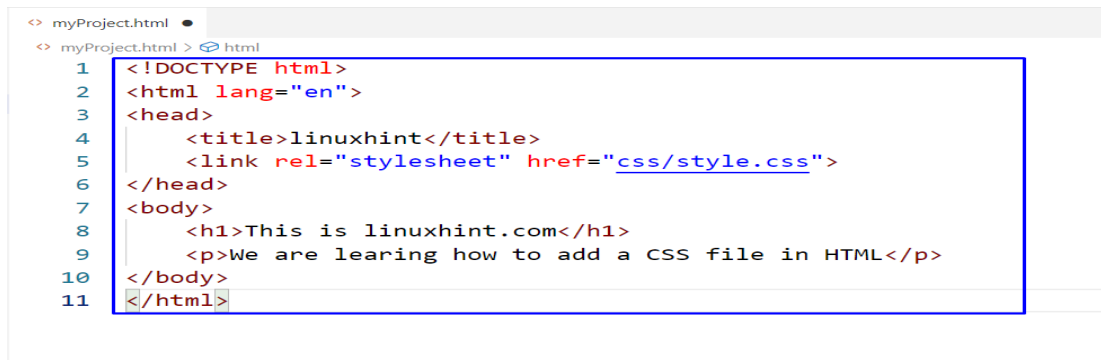 <> myProject.html ●
<> myProject.html > html
1 <!DOCTYPE html>
2 <html lang="en">
3 <head>
4     <title>linuxhint</title>
5     <link rel="stylesheet" href="css/style.css">
6 </head>
7 <body>
8     <h1>This is linuxhint.com</h1>
9     <p>We are learing how to add a CSS file in HTML</p>
10 </body>
11 </html>